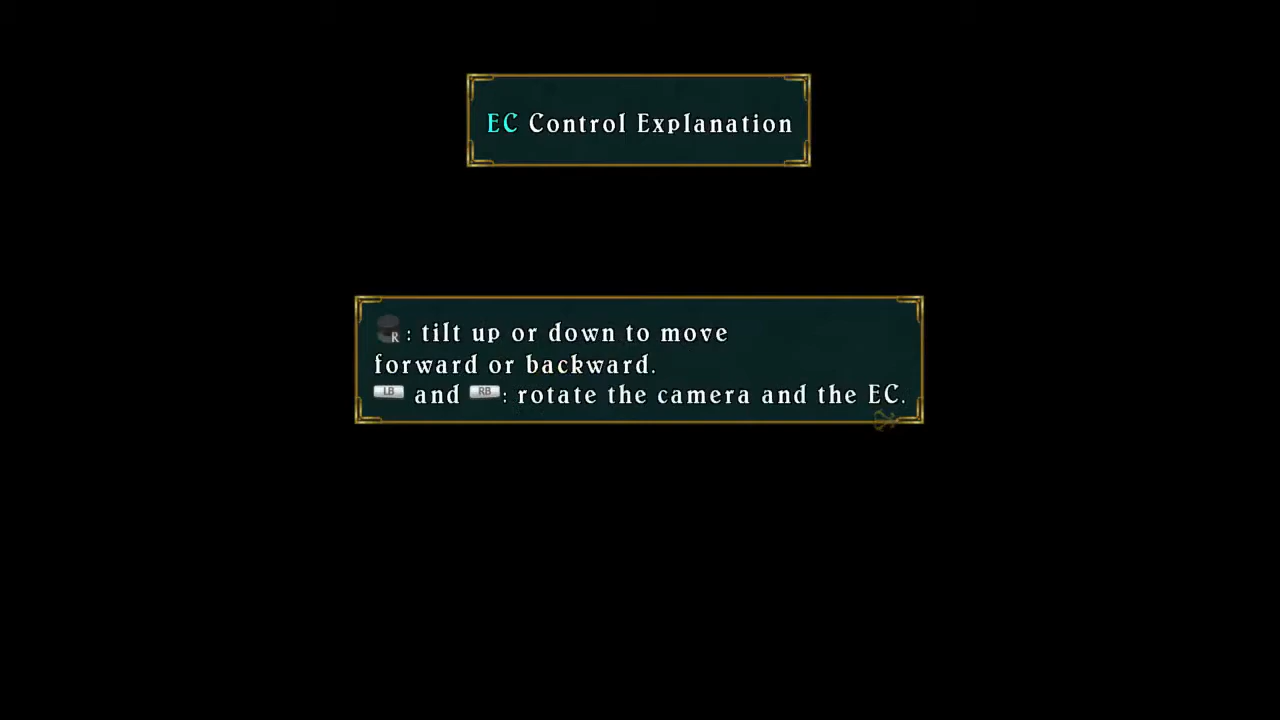 EC Control Explanation
R: tilt up or down to move
forward or backward.
LB and RB: rotate the camera and the EC.